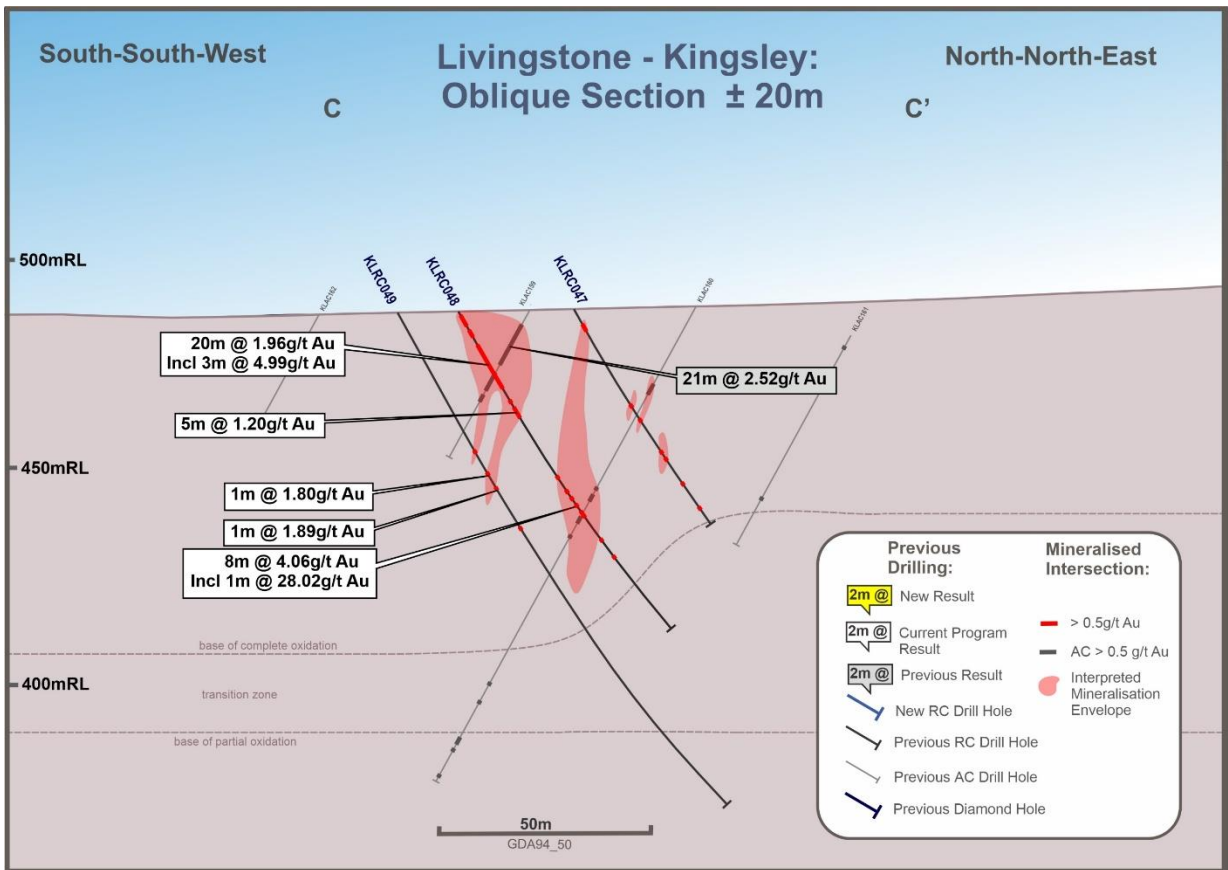 South-South-West
Livingstone - Kingsley:
Oblique Section ± 20m
North-North-East
C
C'
500mRL
450mRL
400mRL
KLAC162
KLRC049
KLRC048
KLAC159
KLRC047
KLAC160
KLAC161
20m @ 1.96g/t Au
Incl 3m @ 4.99g/t Au
21m @ 2.52g/t Au
5m @ 1.20g/t Au
1m @ 1.80g/t Au
1m @ 1.89g/t Au
8m @ 4.06g/t Au
Incl 1m @ 28.02g/t Au
base of complete oxidation
transition zone
base of partial oxidation
50m
GDA94_50
Previous
Drilling:
2m @
New Result
2m @
Current Program
Result
2m @
Previous Result
New RC Drill Hole
Previous RC Drill Hole
Previous AC Drill Hole
Previous Diamond Hole
Mineralised
Intersection:
> 0.5g/t Au
AC > 0.5 g/t Au
Interpreted
Mineralisation
Envelope